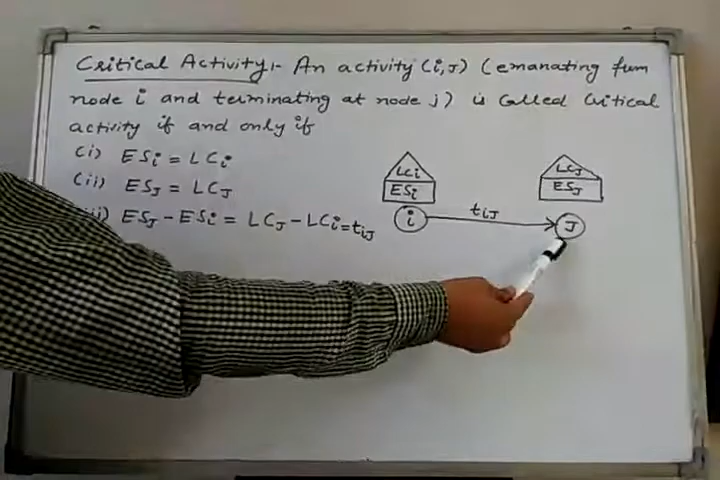 Critical Activity:- An activity (i,J) (emanating from
node i and terminating at node j) is called Critical
activity if and only if
(i) ESi = LCi
(ii) ESJ = LCJ
) ESJ - ESi = LCJ - LCi = tiJ
LCi
ESi
i
tiJ
LCJ
ESJ
J